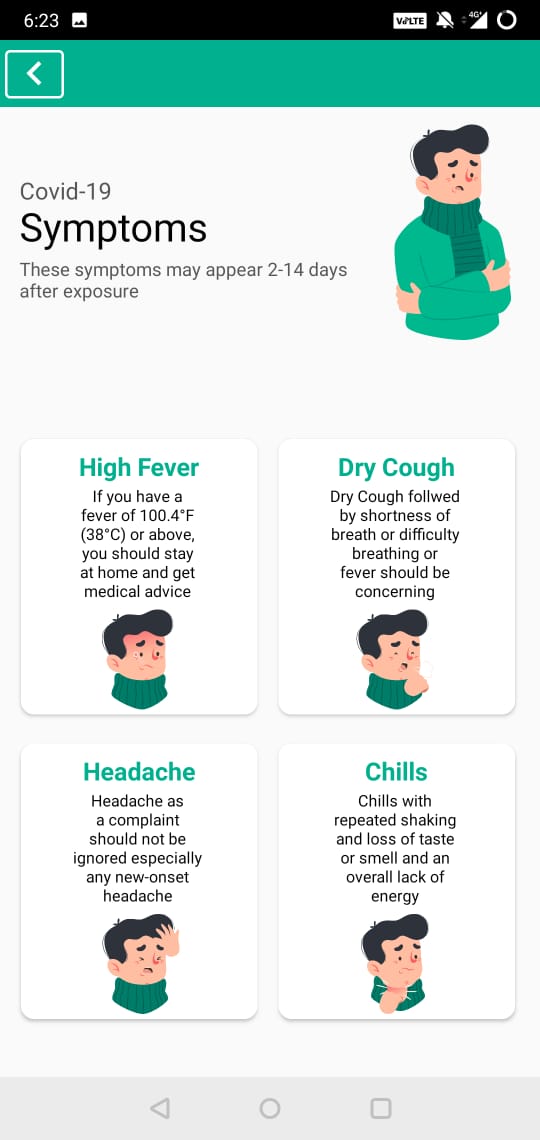 6:23
VoLTE 4G+
Covid-19
Symptoms
These symptoms may appear 2-14 days
after exposure
High Fever
If you have a
fever of 100.4°F
(38°C) or above,
you should stay
at home and get
medical advice
Dry Cough
Dry Cough follwed
by shortness of
breath or difficulty
breathing or
fever should be
concerning
Headache
Headache as
a complaint
should not be
ignored especially
any new-onset
headache
Chills
Chills with
repeated shaking
and loss of taste
or smell and an
overall lack of
energy